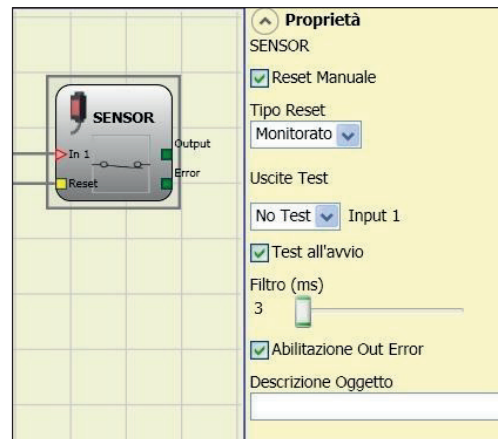 SENSOR
In 1
Reset
Output
Error
Proprietà
SENSOR
Reset Manuale
Tipo Reset
Monitorato
Uscite Test
No Test Input 1
Test all'avvio
Filtro (ms)
3
Abilitazione Out Error
Descrizione Oggetto